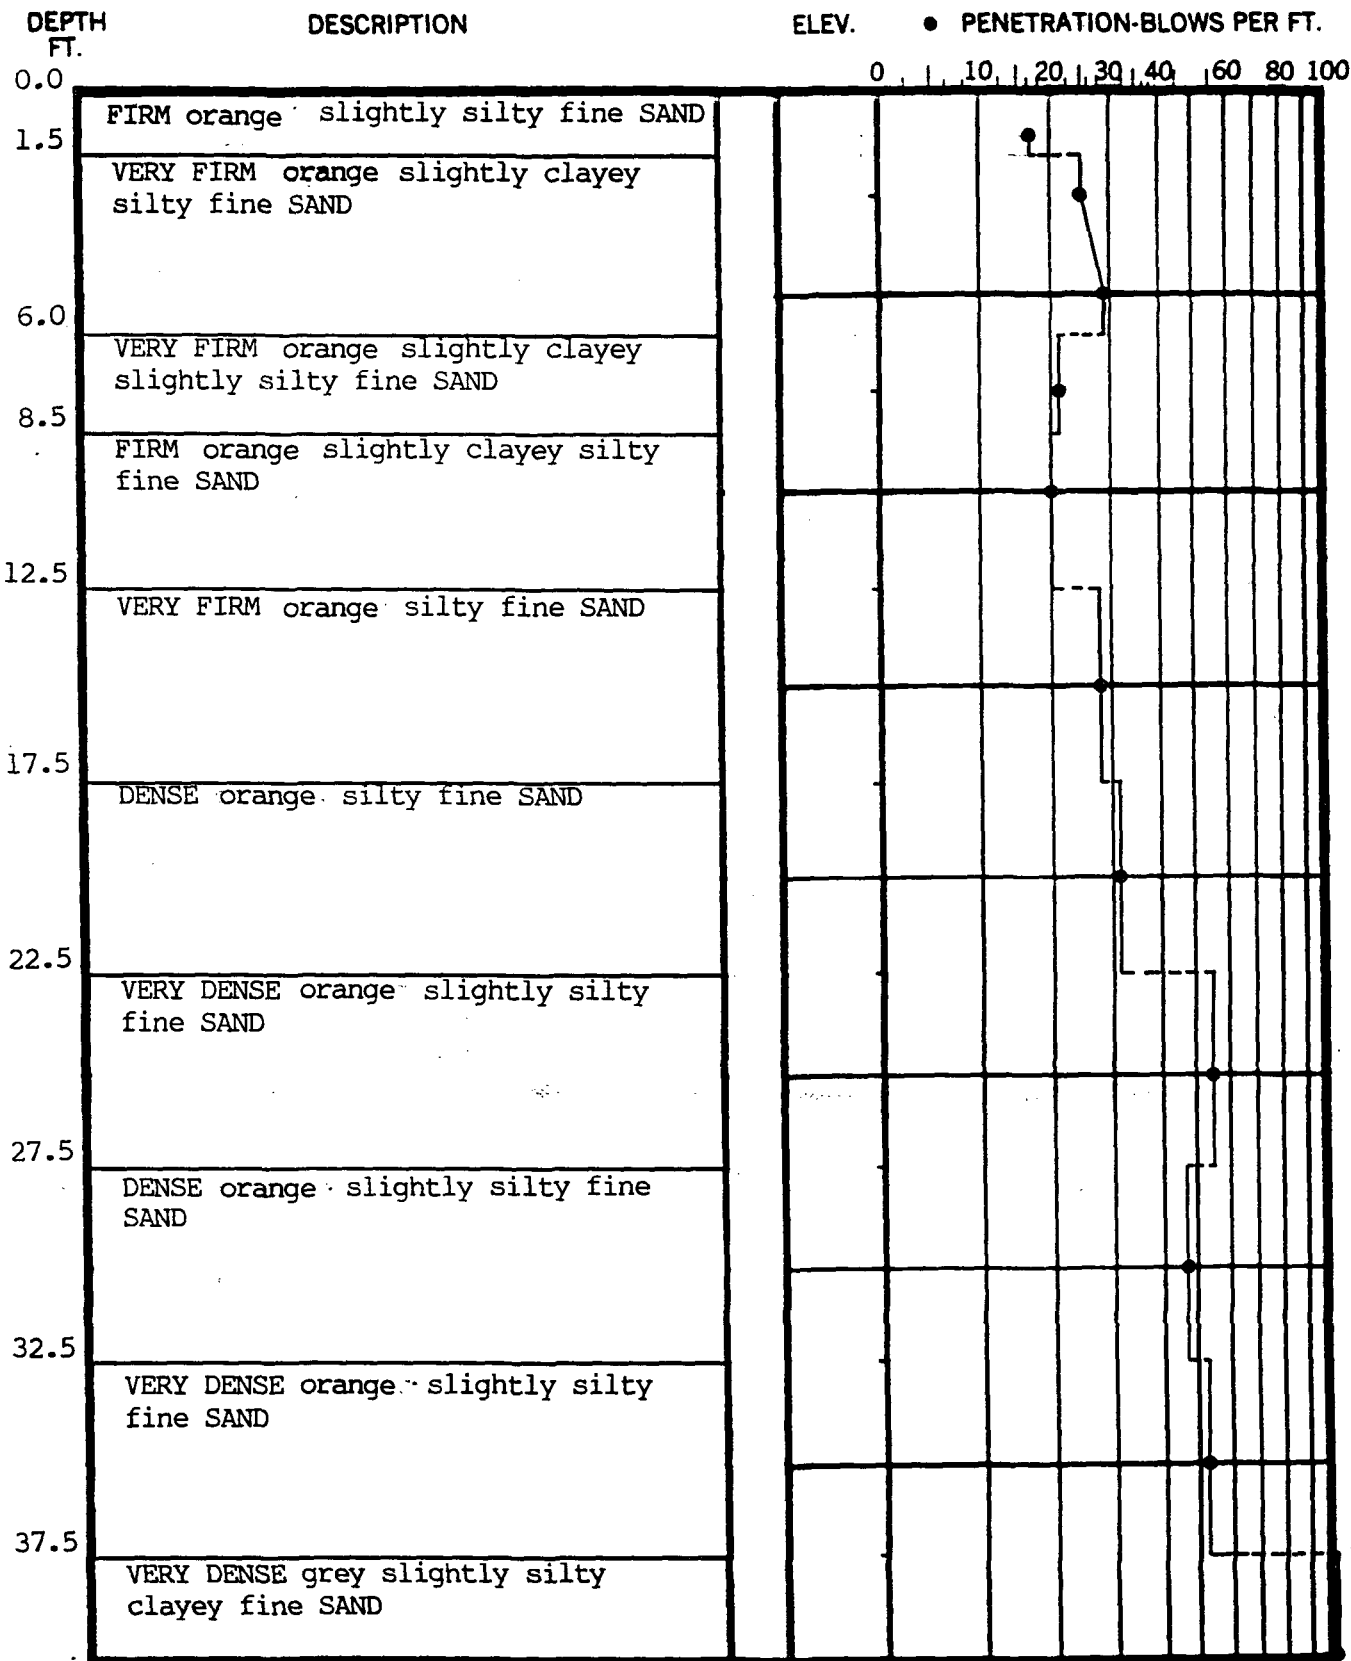 DEPTH FT. DESCRIPTION ELEV. ● PENETRATION-BLOWS PER FT.
0 10 20 30 40 60 80 100
0.0
FIRM orange slightly silty fine SAND
1.5
VERY FIRM orange slightly clayey
silty fine SAND
6.0
VERY FIRM orange slightly clayey
slightly silty fine SAND
8.5
FIRM orange slightly clayey silty
fine SAND
12.5
VERY FIRM orange silty fine SAND
17.5
DENSE orange silty fine SAND
22.5
VERY DENSE orange slightly silty
fine SAND
27.5
DENSE orange slightly silty fine
SAND
32.5
VERY DENSE orange slightly silty
fine SAND
37.5
VERY DENSE grey slightly silty
clayey fine SAND